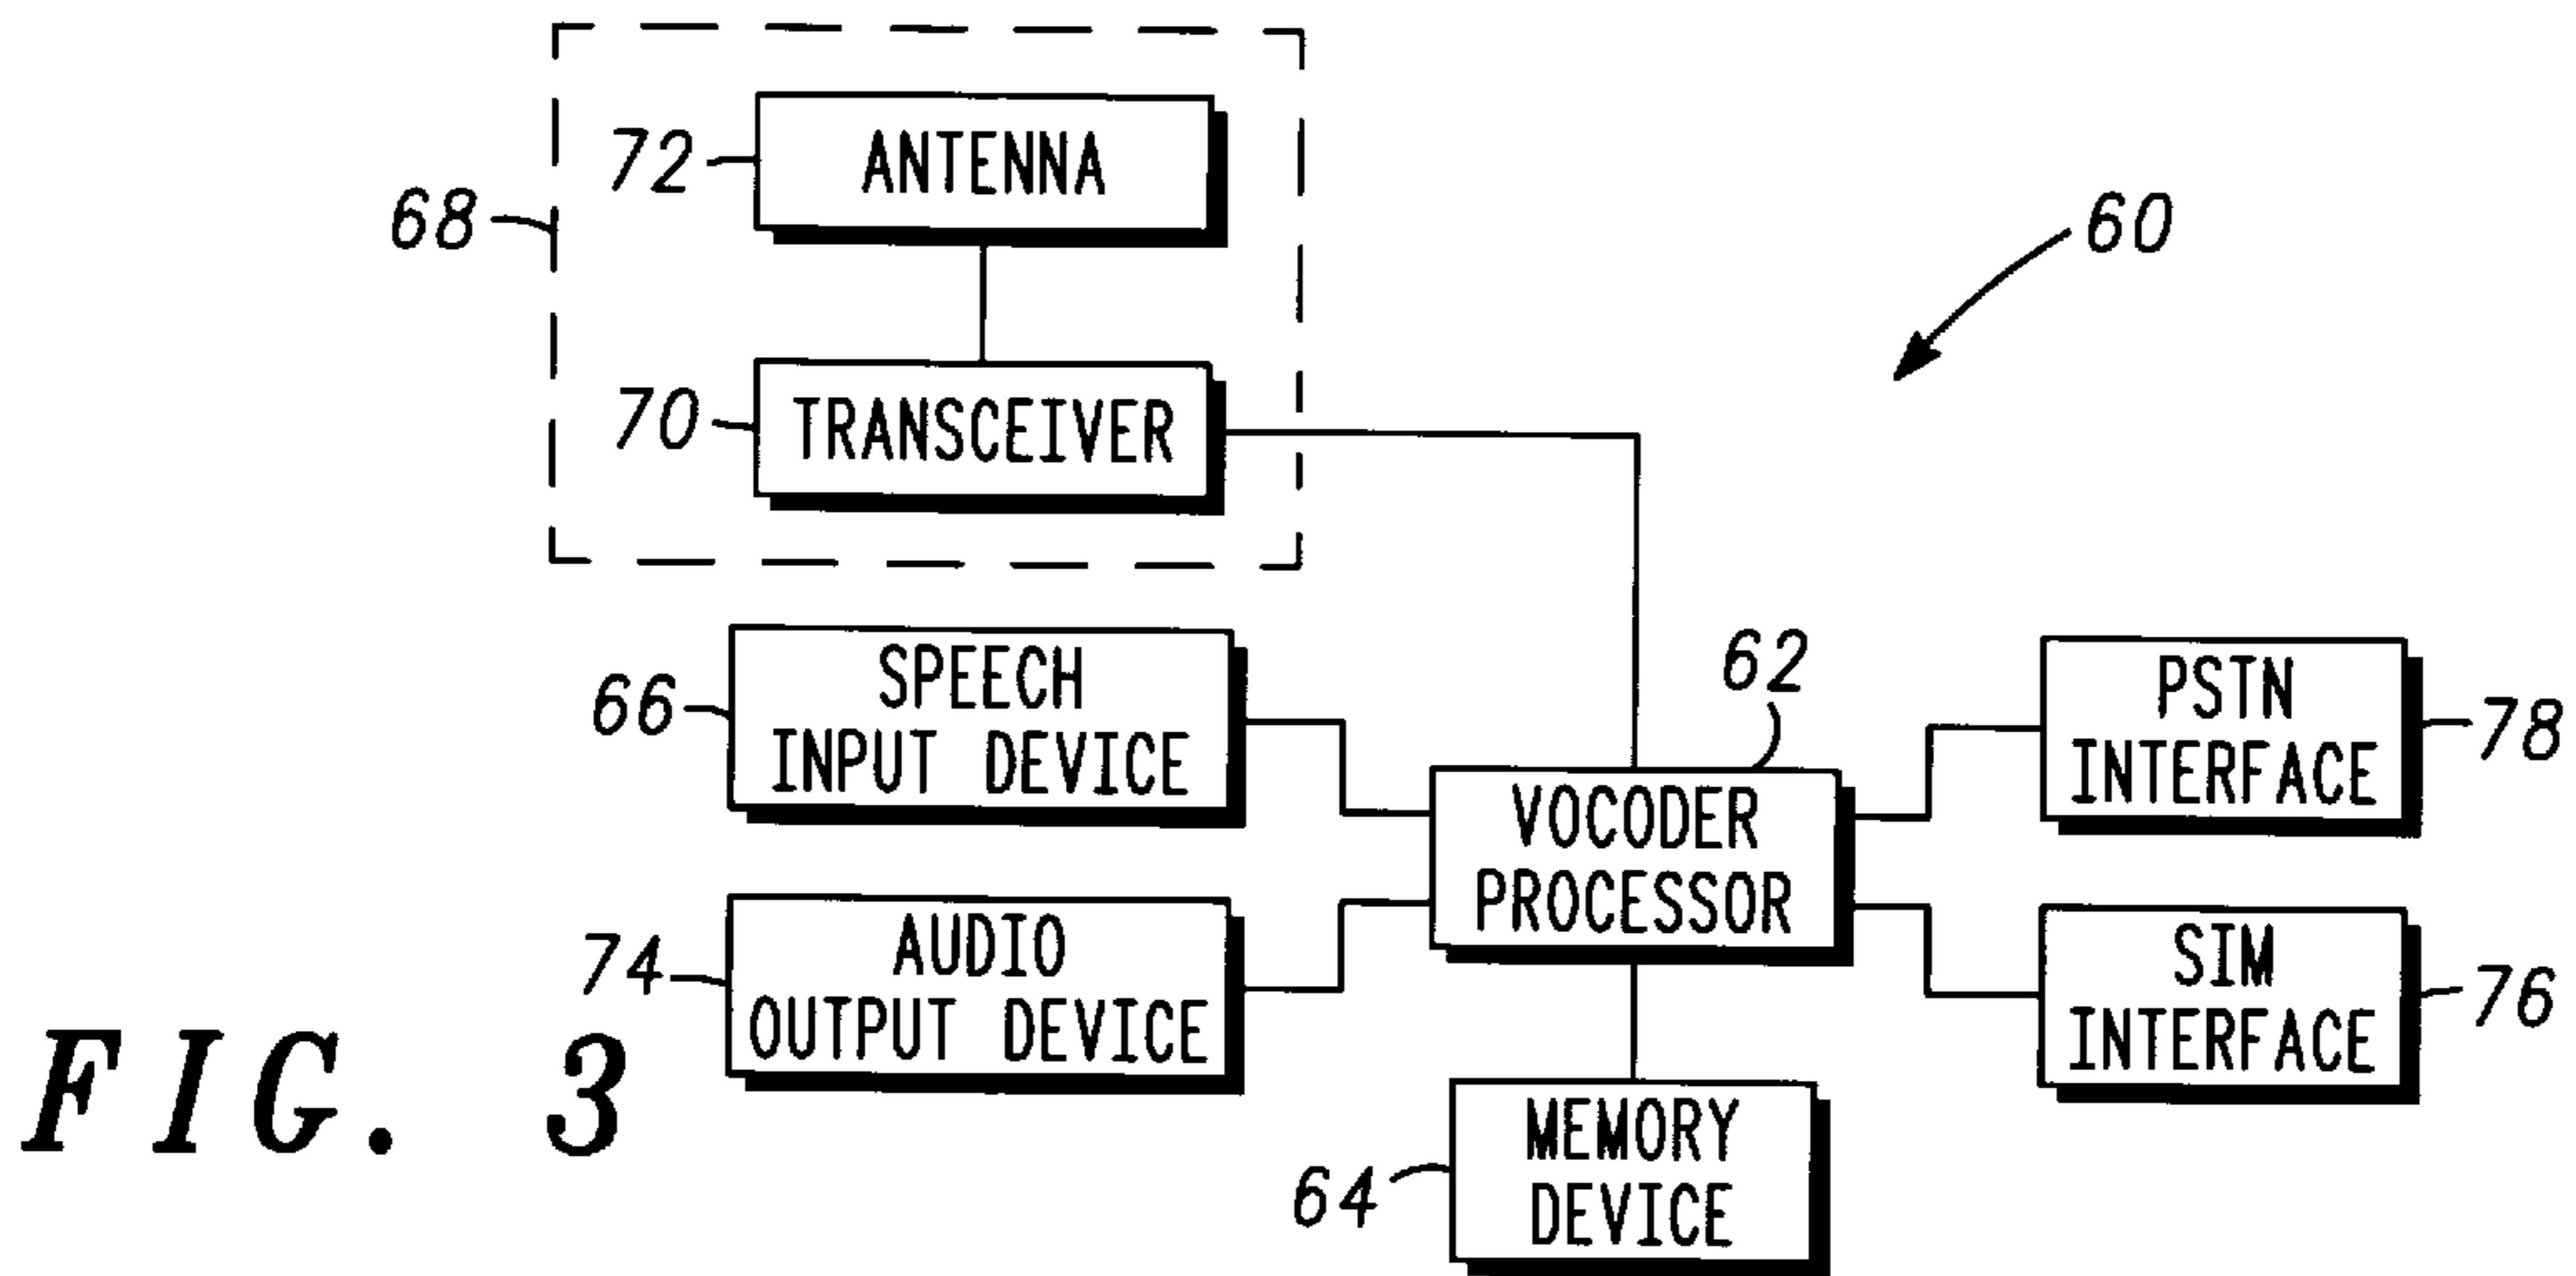 72
ANTENNA
68
60
70
TRANSCEIVER
66
SPEECH
INPUT DEVICE
62
VOCODER
PROCESSOR
PSTN
INTERFACE
78
74
AUDIO
OUTPUT DEVICE
SIM
INTERFACE
76
64
MEMORY
DEVICE
FIG. 3